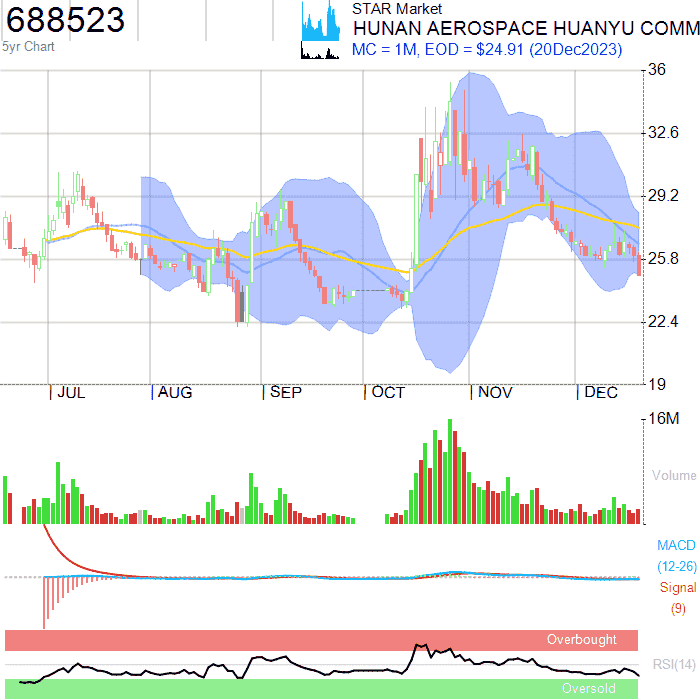 688523
5yr Chart
STAR Market
HUNAN AEROSPACE HUANYU COMM
MC = 1M, EOD = $24.91 (20Dec2023)
36
32.6
29.2
25.8
22.4
19
JUL AUG SEP OCT NOV DEC
16M
Volume
MACD
(12-26)
Signal
(9)
Overbought
RSI(14)
Oversold